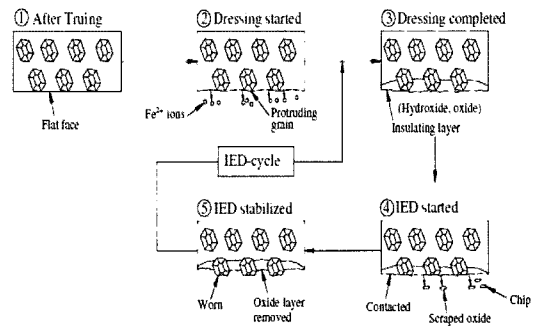 ① After Truing
Flat face
② Dressing started
Fe²⁺ ions
Protruding
grain
③ Dressing completed
(Hydroxide, oxide)
Insulating layer
IED-cycle
④ IED started
Contacted
Scraped oxide
Chip
⑤ IED stabilized
Worn
Oxide layer
removed